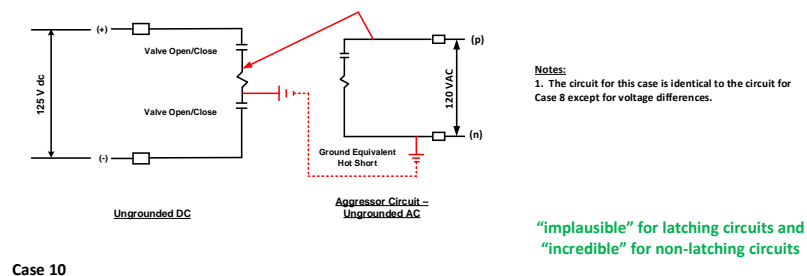 (+)
Valve Open/Close
125 V dc
Valve Open/Close
(-)
Ungrounded DC
(p)
120 VAC
(n)
Ground Equivalent
Hot Short
Aggressor Circuit –
Ungrounded AC
Notes:
1. The circuit for this case is identical to the circuit for
Case 8 except for voltage differences.
“implausible” for latching circuits and
“incredible” for non-latching circuits
Case 10